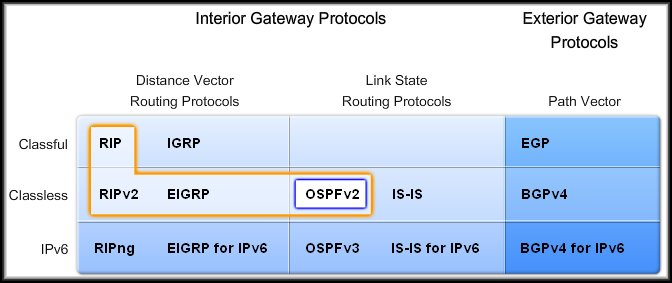 Interior Gateway Protocols
Exterior Gateway
Protocols
Distance Vector
Routing Protocols
Link State
Routing Protocols
Path Vector
Classful RIP IGRP EGP
Classless RIPv2 EIGRP OSPFv2 IS-IS BGPv4
IPv6 RIPng EIGRP for IPv6 OSPFv3 IS-IS for IPv6 BGPv4 for IPv6